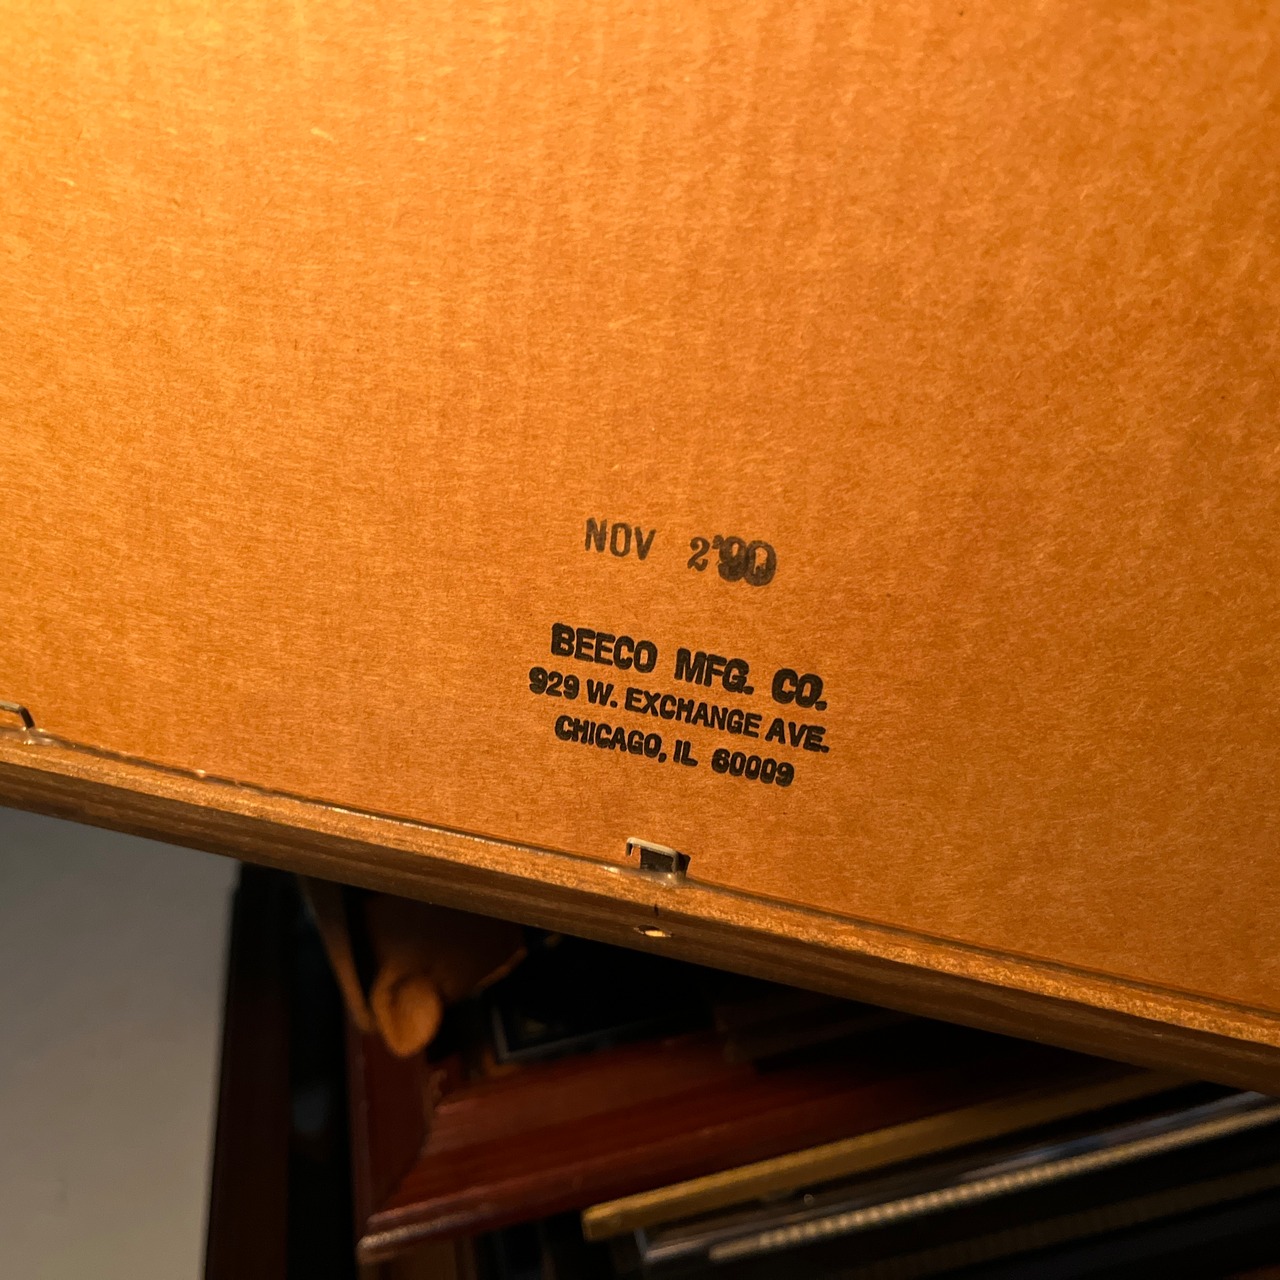 NOV 2'90
BEECO MFG. CO.
929 W. EXCHANGE AVE.
CHICAGO, IL 60009